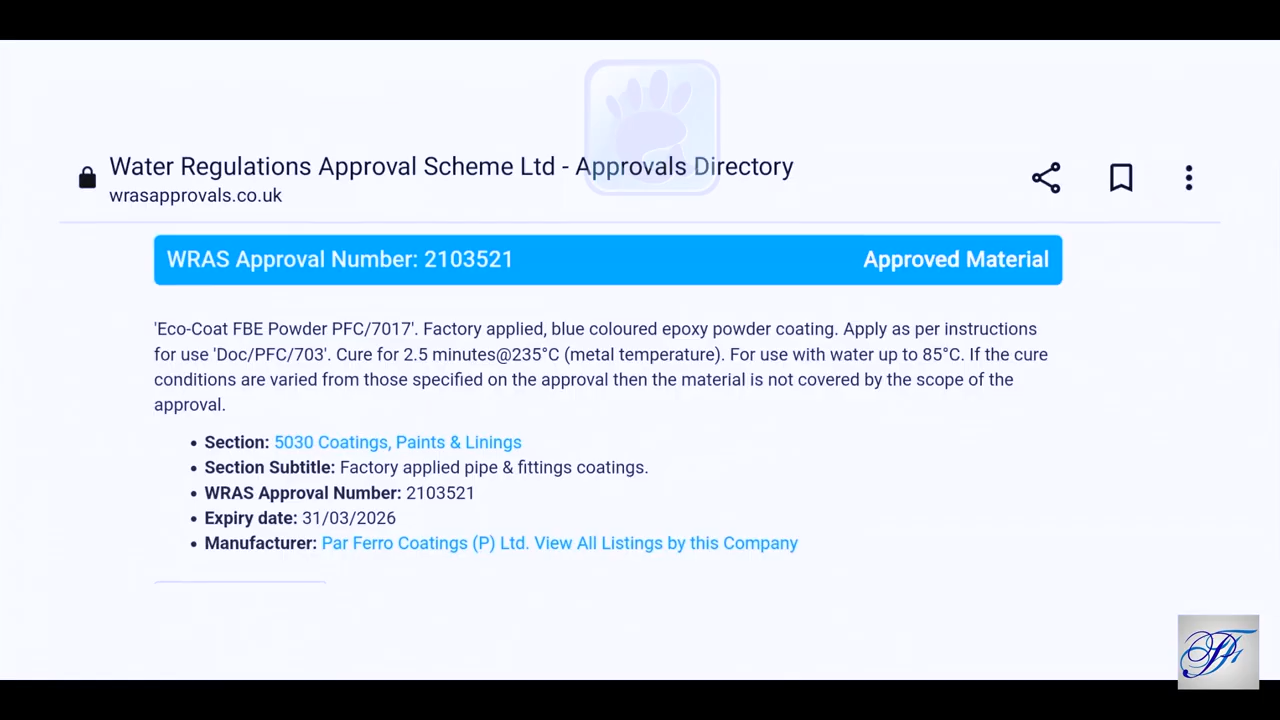 Water Regulations Approval Scheme Ltd - Approvals Directory
wrasapprovals.co.uk
WRAS Approval Number: 2103521 Approved Material
'Eco-Coat FBE Powder PFC/7017'. Factory applied, blue coloured epoxy powder coating. Apply as per instructions
for use 'Doc/PFC/703'. Cure for 2.5 minutes@235°C (metal temperature). For use with water up to 85°C. If the cure
conditions are varied from those specified on the approval then the material is not covered by the scope of the
approval.
• Section: 5030 Coatings, Paints & Linings
• Section Subtitle: Factory applied pipe & fittings coatings.
• WRAS Approval Number: 2103521
• Expiry date: 31/03/2026
• Manufacturer: Par Ferro Coatings (P) Ltd. View All Listings by this Company